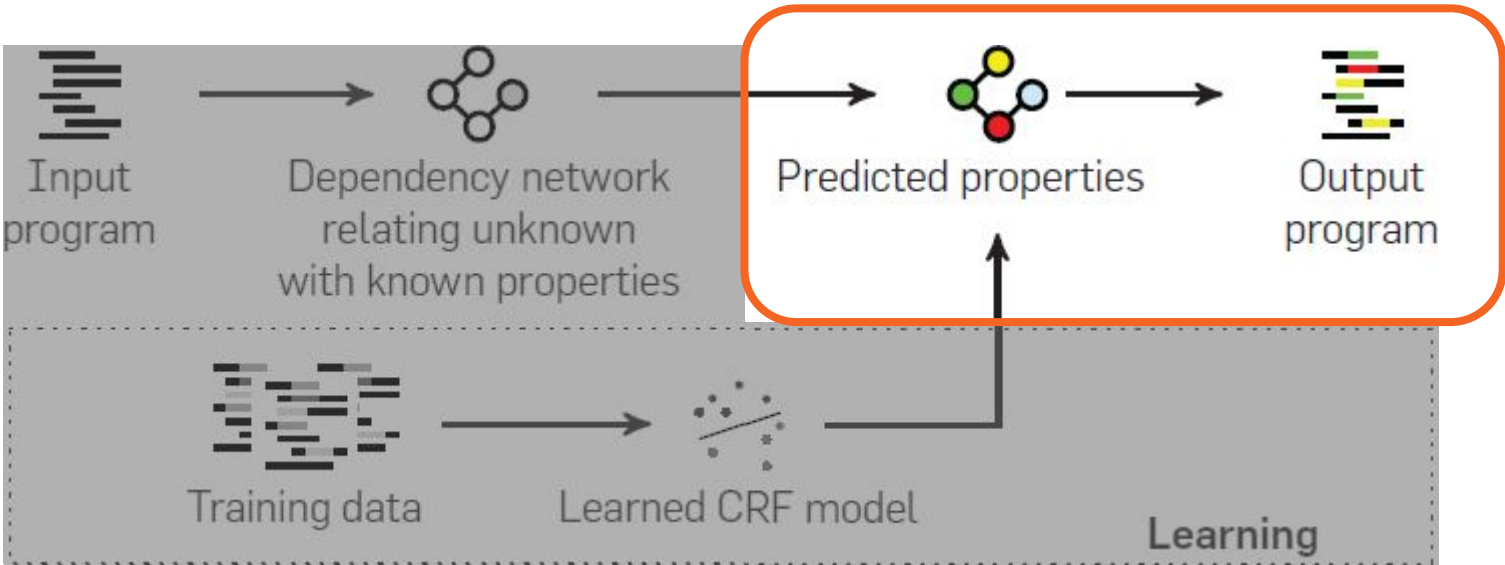 Input
program
Dependency network
relating unknown
with known properties
Predicted properties
Output
program
Training data
Learned CRF model
Learning